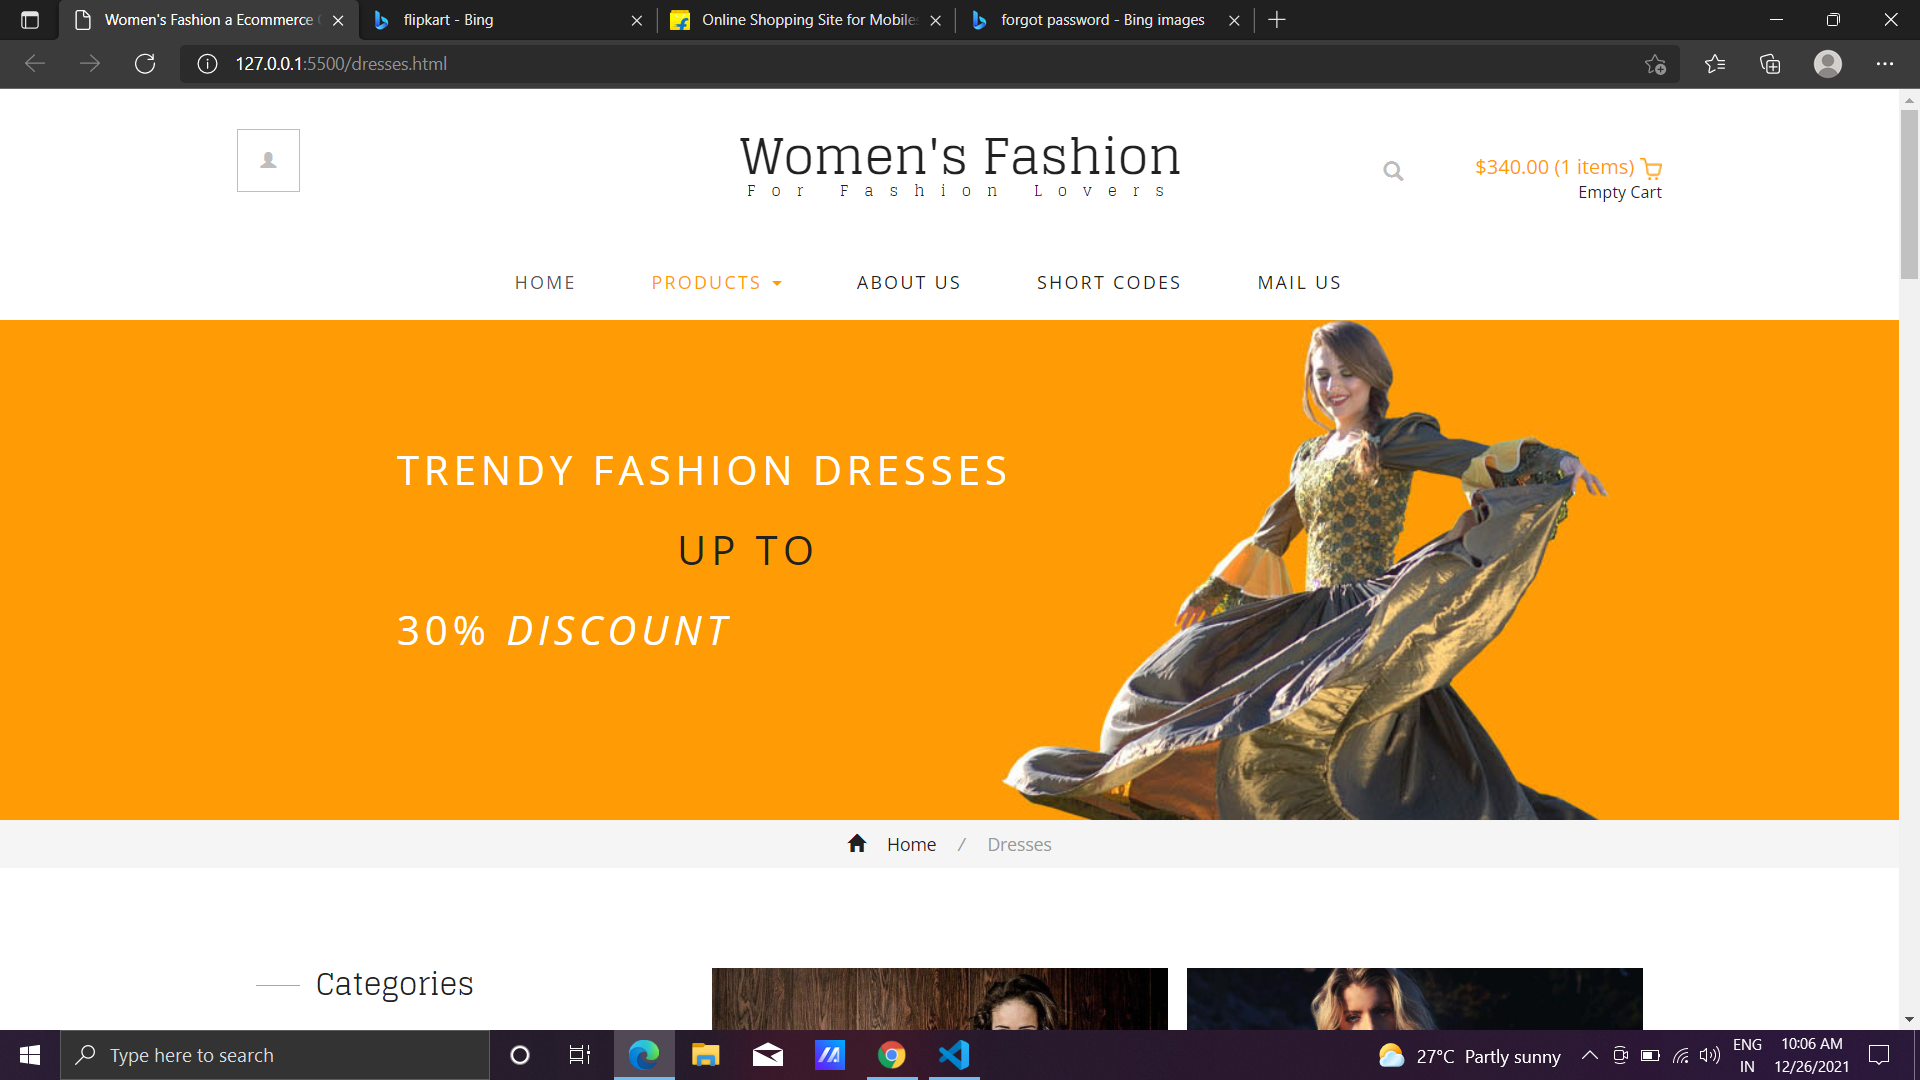 Women's Fashion a Ecommerce
flipkart - Bing
Online Shopping Site for Mobiles
forgot password - Bing images
127.0.0.1:5500/dresses.html
Women's Fashion
For Fashion Lovers
$340.00 (1 items)
Empty Cart
HOME
PRODUCTS
ABOUT US
SHORT CODES
MAIL US
TRENDY FASHION DRESSES
UP TO
30% DISCOUNT
Home / Dresses
Categories
Type here to search
27°C Partly sunny
ENG
IN
10:06 AM
12/26/2021